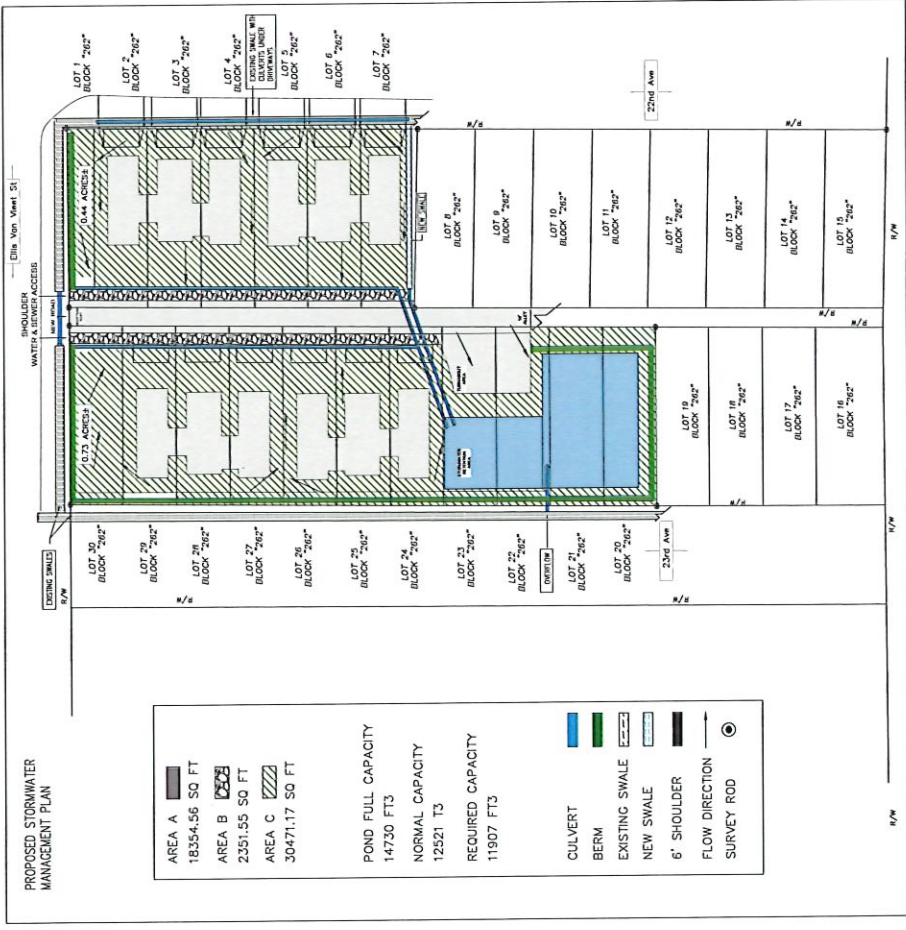 PROPOSED STORMWATER
MANAGEMENT PLAN
AREA A
18354.56 SQ FT
AREA B
2351.55 SQ FT
AREA C
30471.17 SQ FT
POND FULL CAPACITY
14730 FT3
NORMAL CAPACITY
12521 T3
REQUIRED CAPACITY
11907 FT3
CULVERT
BERM
EXISTING SWALE
NEW SWALE
6' SHOULDER
FLOW DIRECTION
SURVEY ROD
Ellis Van Vleet St
SHOULDER
WATER & SEWER ACCESS
NEW ROAD
EXISTING SWALES
R/W
0.73 ACRES±
0.44 ACRES±
EXISTING SWALE WITH
CULVERTS UNDER
DRIVEWAYS
LOT 1
BLOCK "262"
LOT 2
BLOCK "262"
LOT 3
BLOCK "262"
LOT 4
BLOCK "262"
LOT 5
BLOCK "262"
LOT 6
BLOCK "262"
LOT 7
BLOCK "262"
NEW SWALE
LOT 8
BLOCK "262"
LOT 9
BLOCK "262"
LOT 10
BLOCK "262"
LOT 11
BLOCK "262"
LOT 12
BLOCK "262"
LOT 13
BLOCK "262"
LOT 14
BLOCK "262"
LOT 15
BLOCK "262"
22nd Ave
R/W
R/W
R/W
LOT 30
BLOCK "262"
LOT 29
BLOCK "262"
LOT 28
BLOCK "262"
LOT 27
BLOCK "262"
LOT 26
BLOCK "262"
LOT 25
BLOCK "262"
LOT 24
BLOCK "262"
LOT 23
BLOCK "262"
LOT 22
BLOCK "262"
LOT 21
BLOCK "262"
LOT 20
BLOCK "262"
OVERFLOW
TURNAROUND
AREA
STORMWATER
RETENTION
AREA
ALLEY
23rd Ave
LOT 19
BLOCK "262"
LOT 18
BLOCK "262"
LOT 17
BLOCK "262"
LOT 16
BLOCK "262"
R/W
R/W
R/W
R/W
R/W
R/W
R/W